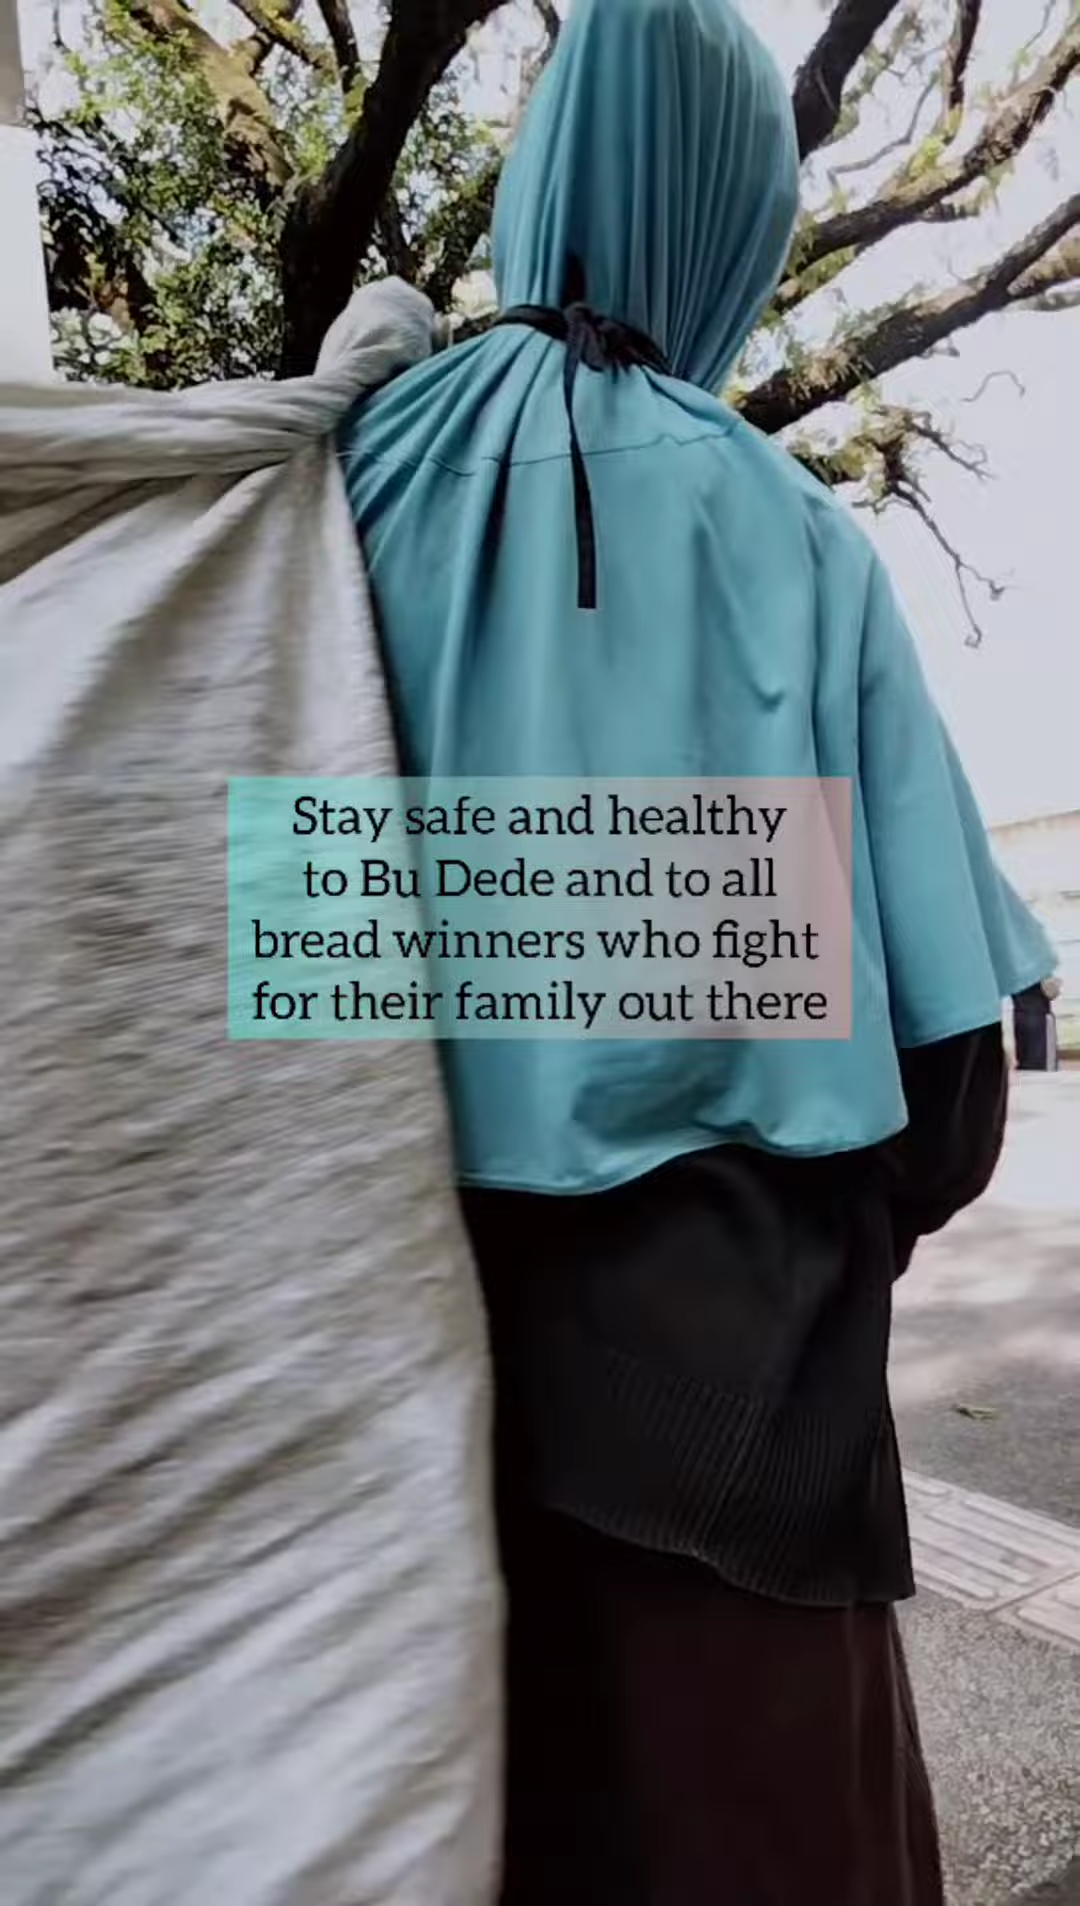 Stay safe and healthy
to Bu Dede and to all
bread winners who fight
for their family out there